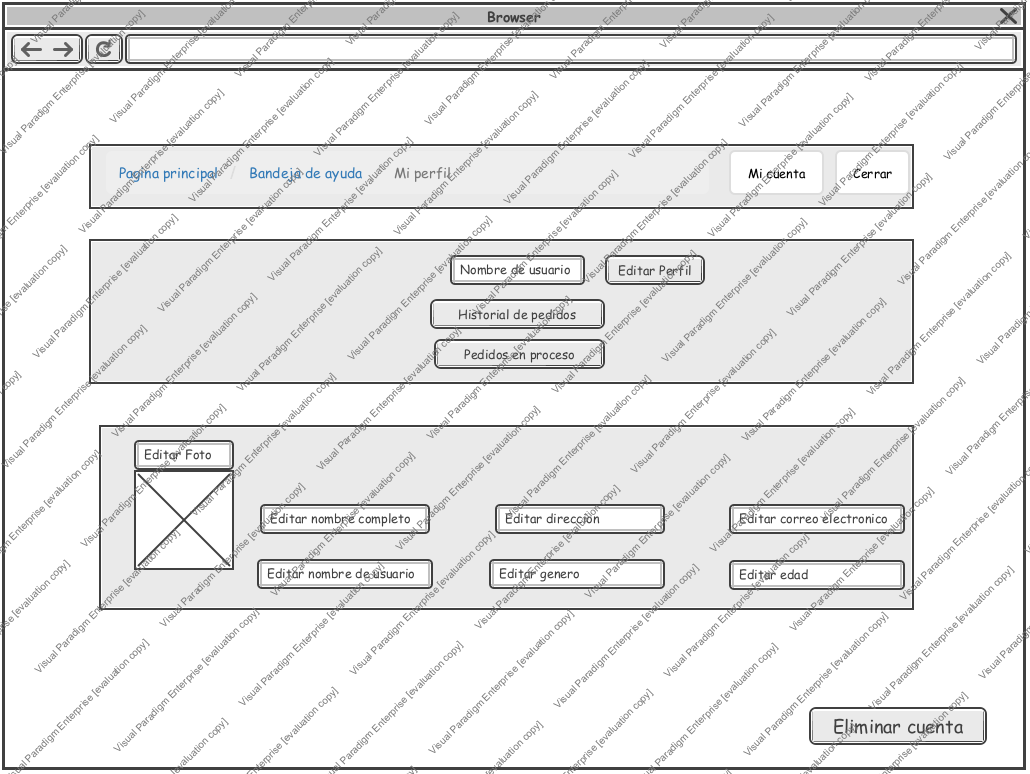 Browser
Pagina principal / Bandeja de ayuda Mi perfil Mi cuenta Cerrar
Nombre de usuario Editar Perfil
Historial de pedidos
Pedidos en proceso
Editar Foto
Editar nombre completo Editar direccion Editar correo electronico
Editar nombre de usuario Editar genero Editar edad
Eliminar cuenta
Visual Paradigm Enterprise [evaluation copy]